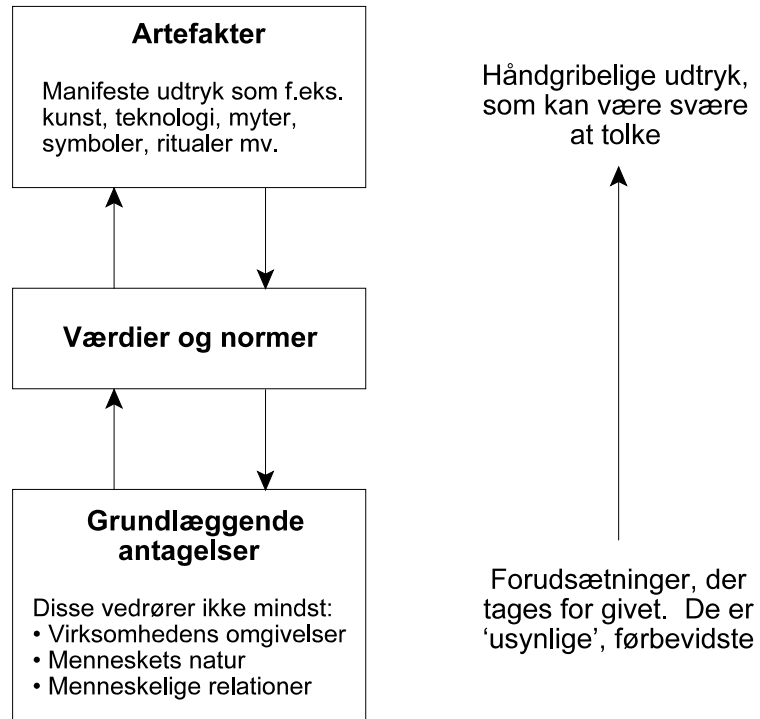 Artefakter
Manifeste udtryk som f.eks.
kunst, teknologi, myter,
symboler, ritualer mv.
Håndgribelige udtryk,
som kan være svære
at tolke
Værdier og normer
Grundlæggende
antagelser
Disse vedrører ikke mindst:
• Virksomhedens omgivelser
• Menneskets natur
• Menneskelige relationer
Forudsætninger, der
tages for givet.  De er
‘usynlige’, førbevidste